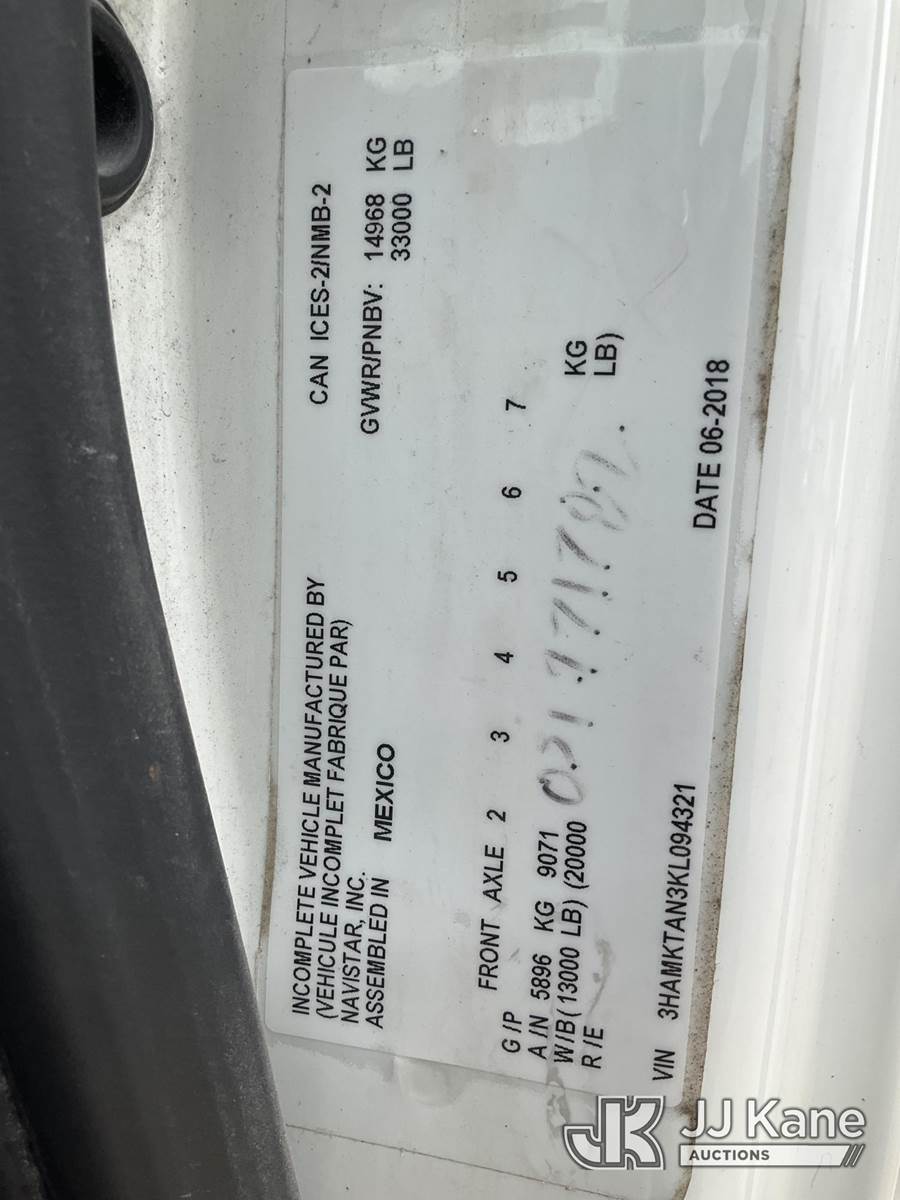 INCOMPLETE VEHICLE MANUFACTURED BY
(VEHICULE INCOMPLET FABRIQUE PAR)
NAVISTAR, INC.
ASSEMBLED IN MEXICO
CAN ICES-2/NMB-2
GVWR/PNBV: 14968 KG
33000 LB
FRONT AXLE 2 3 4 5 6 7
G/P
A/N 5896 KG 9071 KG
W/B (13000 LB) (20000 LB)
R/E
VIN 3HAMKTAN3KL094321
DATE 06-2018
JJ Kane
AUCTIONS